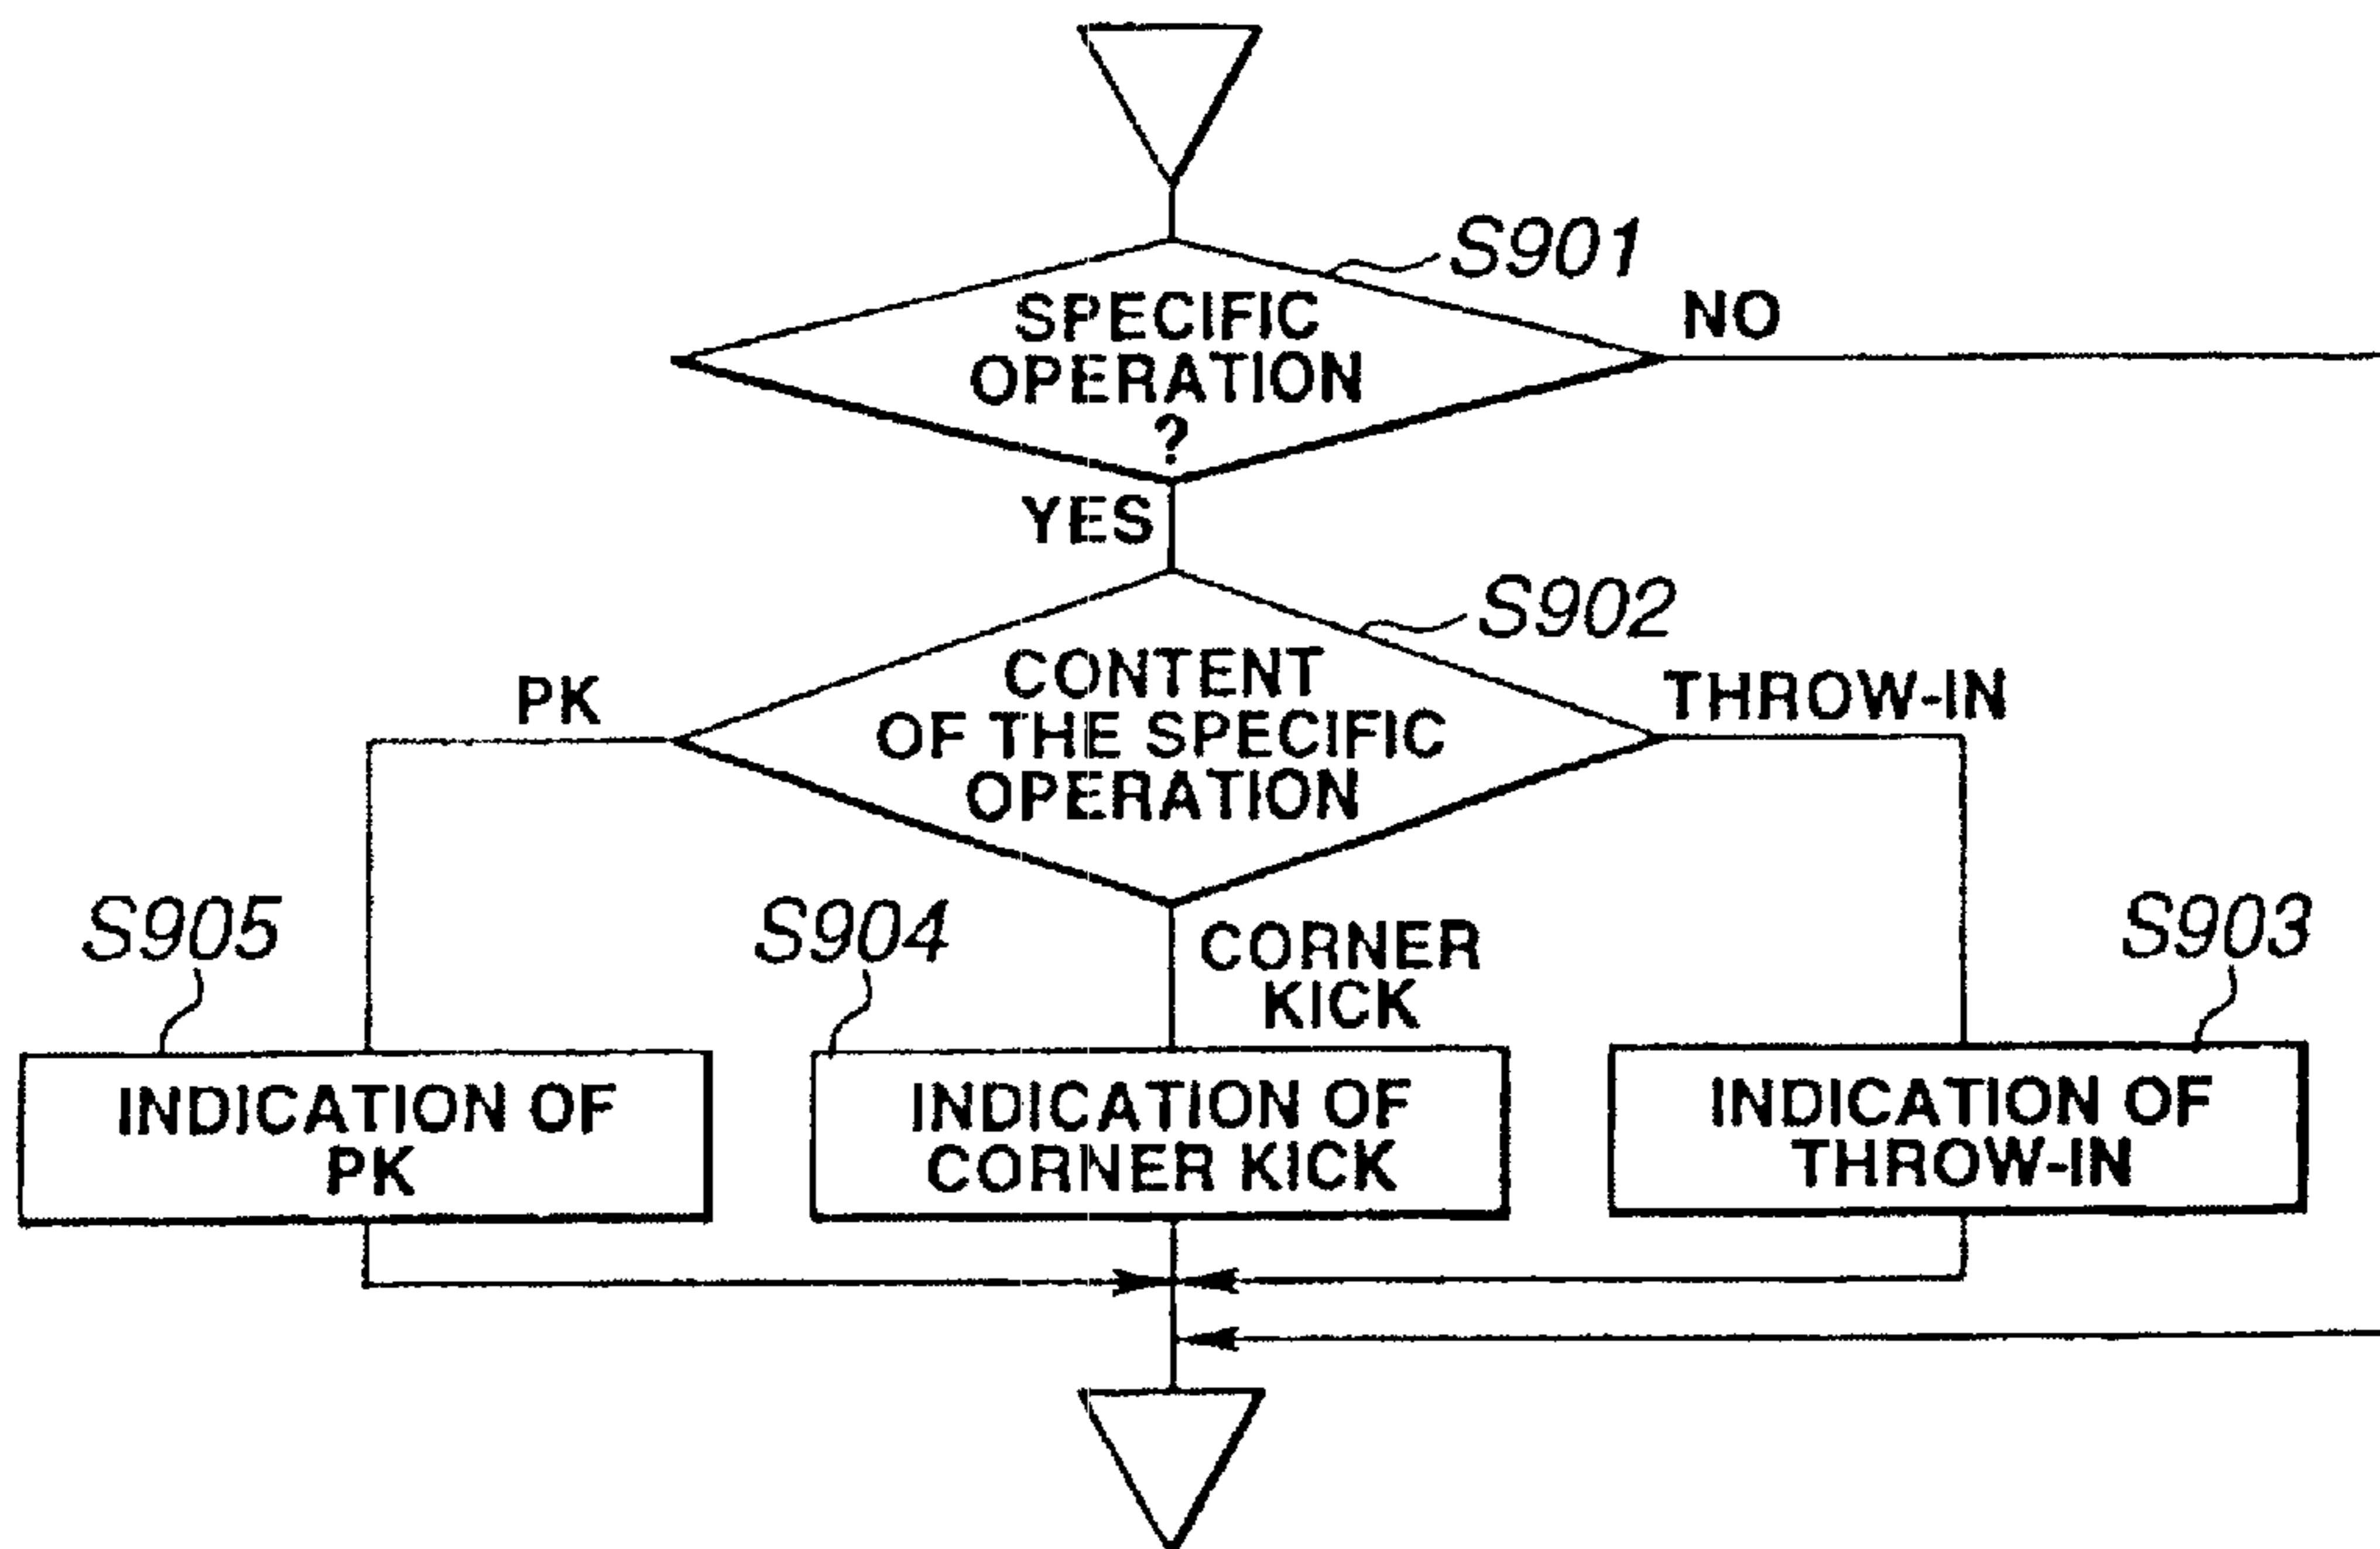 S901
SPECIFIC
OPERATION
?
NO
YES
S902
CONTENT
OF THE SPECIFIC
OPERATION
PK
THROW-IN
CORNER
KICK
S905
S904
S903
INDICATION OF
PK
INDICATION OF
CORNER KICK
INDICATION OF
THROW-IN